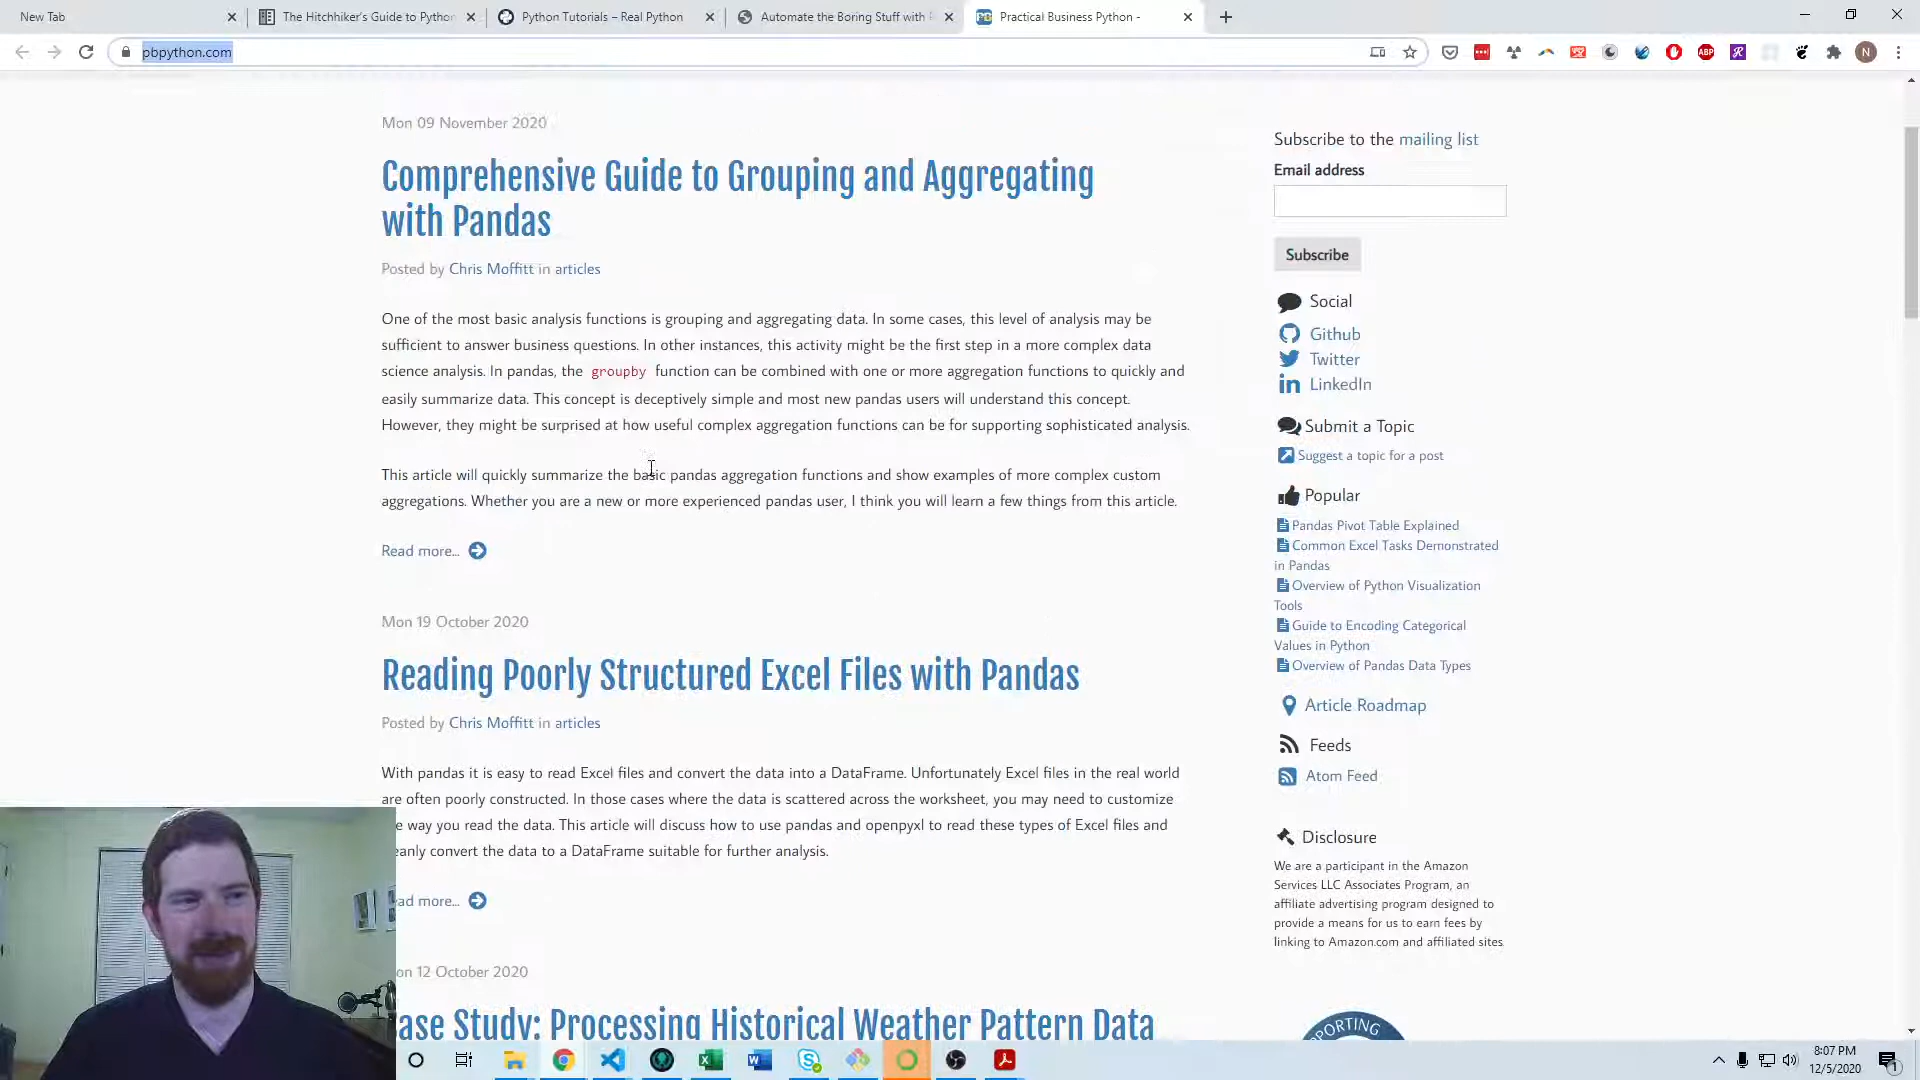 New Tab
The Hitchhiker's Guide to Python
Python Tutorials – Real Python
Automate the Boring Stuff with
Practical Business Python -
pbpython.com
Mon 09 November 2020
Comprehensive Guide to Grouping and Aggregating
with Pandas
Posted by Chris Moffitt in articles
One of the most basic analysis functions is grouping and aggregating data. In some cases, this level of analysis may be
sufficient to answer business questions. In other instances, this activity might be the first step in a more complex data
science analysis. In pandas, the groupby function can be combined with one or more aggregation functions to quickly and
easily summarize data. This concept is deceptively simple and most new pandas users will understand this concept.
However, they might be surprised at how useful complex aggregation functions can be for supporting sophisticated analysis.
This article will quickly summarize the basic pandas aggregation functions and show examples of more complex custom
aggregations. Whether you are a new or more experienced pandas user, I think you will learn a few things from this article.
Read more...
Mon 19 October 2020
Reading Poorly Structured Excel Files with Pandas
Posted by Chris Moffitt in articles
With pandas it is easy to read Excel files and convert the data into a DataFrame. Unfortunately Excel files in the real world
are often poorly constructed. In those cases where the data is scattered across the worksheet, you may need to customize
e way you read the data. This article will discuss how to use pandas and openpyxl to read these types of Excel files and
eanly convert the data to a DataFrame suitable for further analysis.
ad more...
on 12 October 2020
ase Study: Processing Historical Weather Pattern Data
Subscribe to the mailing list
Email address
Subscribe
Social
Github
Twitter
LinkedIn
Submit a Topic
Suggest a topic for a post
Popular
Pandas Pivot Table Explained
Common Excel Tasks Demonstrated
in Pandas
Overview of Python Visualization
Tools
Guide to Encoding Categorical
Values in Python
Overview of Pandas Data Types
Article Roadmap
Feeds
Atom Feed
Disclosure
We are a participant in the Amazon
Services LLC Associates Program, an
affiliate advertising program designed to
provide a means for us to earn fees by
linking to Amazon.com and affiliated sites
PORTING
8:07 PM
12/5/2020